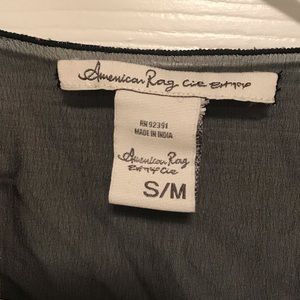 American Rag Cie
RN 92391
MADE IN INDIA
American Rag
Cie
S/M